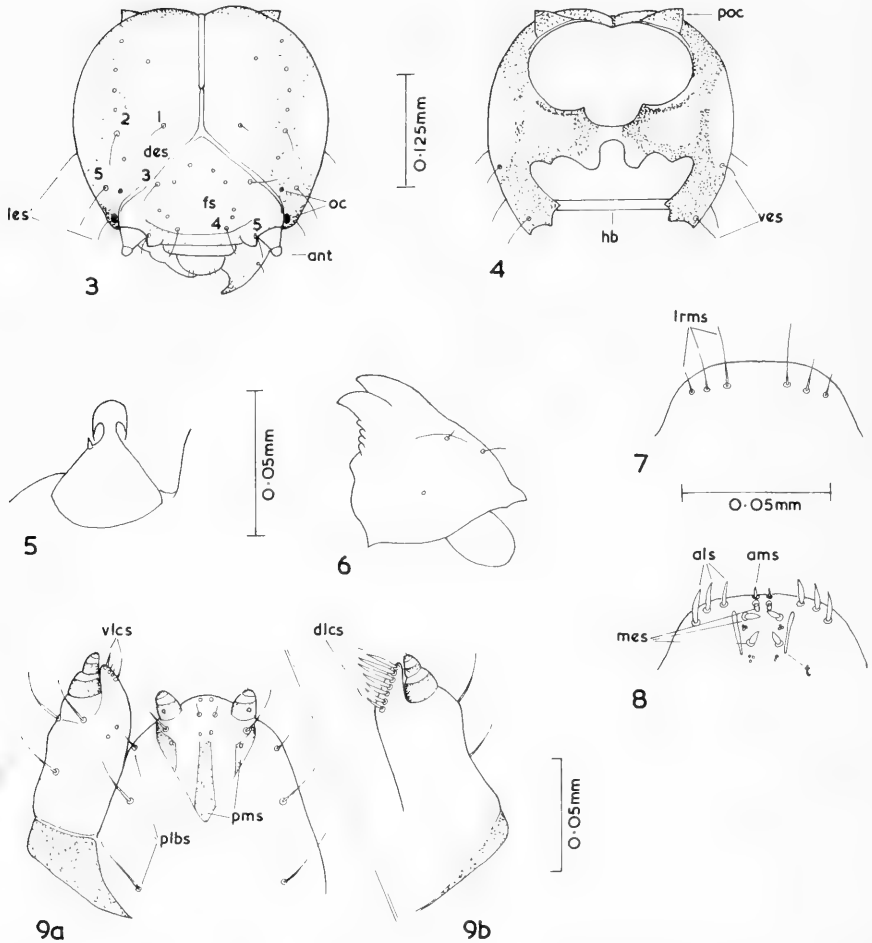 poc
2
1
des
5
3
les
oc
fs
4
5
ant
3
0·125mm
hb
ves
4
lrms
7
0·05mm
5
0·05mm
6
als
ams
mes
t
8
vlcs
dlcs
pms
plbs
0·05mm
9a
9b